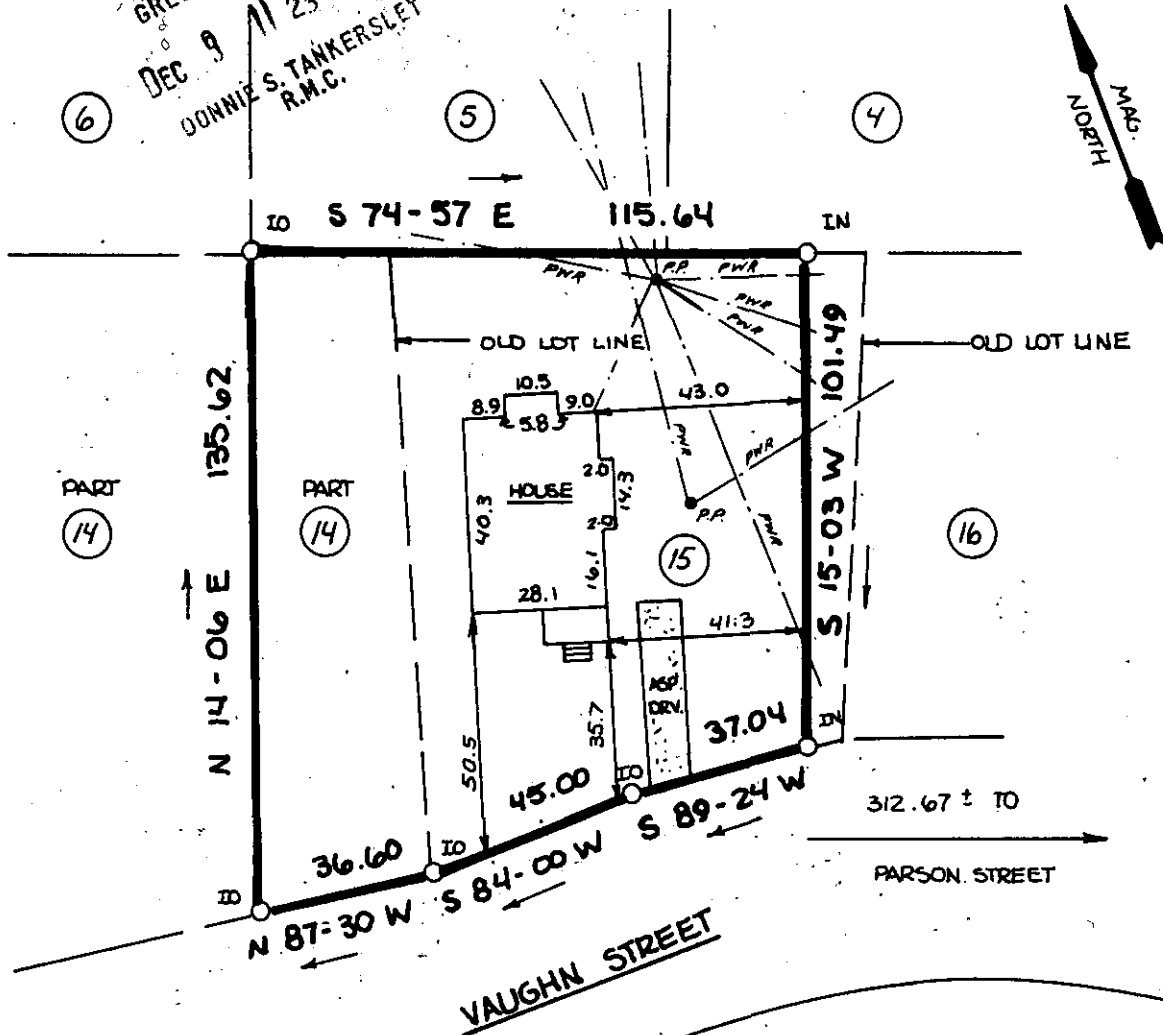 DEC 9 11 23
DONNIE S. TANKERSLEY
R.M.C.
6
5
4
MAG.
NORTH
IO
S 74-57 E
115.64
IN
PWR
P.P.
PWR
PWR
PWR
OLD LOT LINE
OLD LOT LINE
135.62
101.49
10.5
8.9
9.0
5.8
43.0
PWR
PWR
2.0
14.3
HOUSE
40.3
2.0
P.P.
PWR
PART
14
PART
14
15
16
16.1
28.1
41.3
N 14-06 E
S 15-03 W
ASP.
DRV.
35.7
50.5
37.04
IN
45.00
IO
S 89-24 W
312.67 ± TO
PARSON STREET
36.60
IO
S 84-00 W
IO
N 87-30 W
VAUGHN STREET